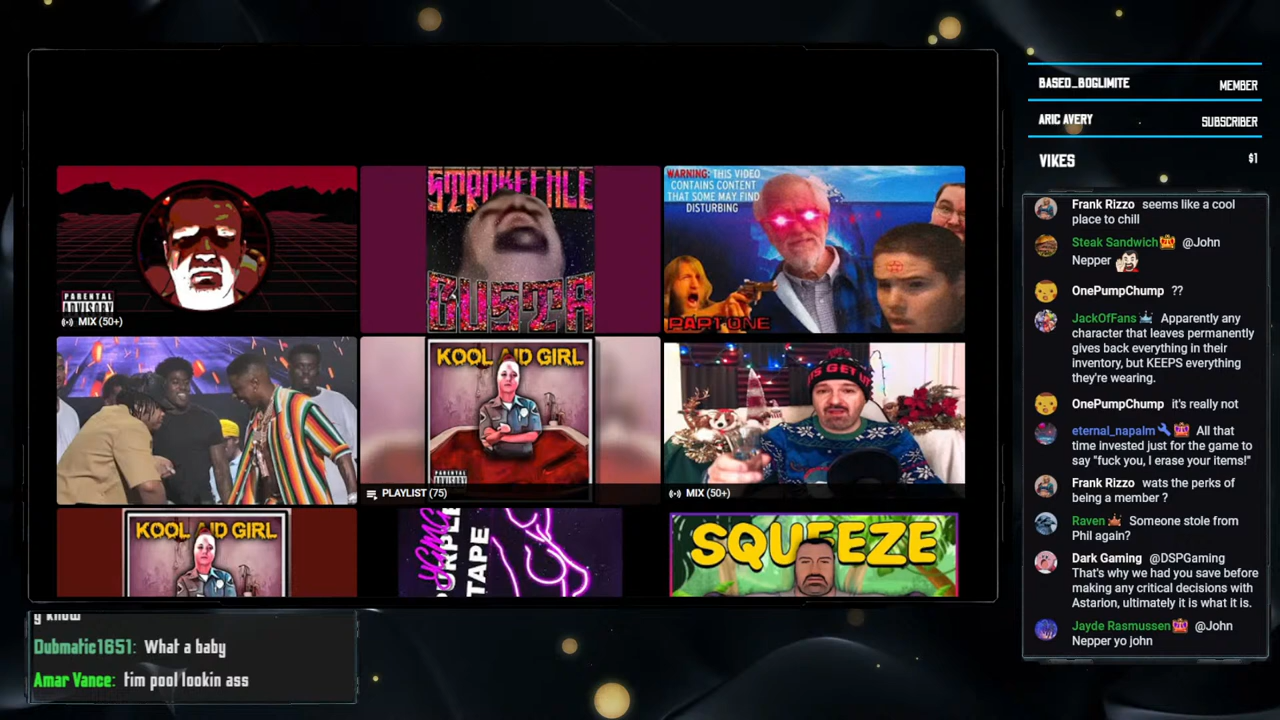 BASED_BOGLIMITE MEMBER
ARIC AVERY SUBSCRIBER
VIKES $1
PARENTAL
ADVISORY
MIX (50+)
STROKEFACE
BUSTA
WARNING: THIS VIDEO
CONTAINS CONTENT
THAT SOME MAY FIND
DISTURBING
PART ONE
KOOL AID GIRL
PARENTAL
PLAYLIST (75)
MIX (50+)
KOOL AID GIRL
TAPE
SQUEEZE
Frank Rizzo seems like a cool
place to chill
Steak Sandwich @John
Nepper
OnePumpChump ??
JackOfFans Apparently any
character that leaves permanently
gives back everything in their
inventory, but KEEPS everything
they're wearing.
OnePumpChump it's really not
eternal_napalm All that
time invested just for the game to
say "fuck you, I erase your items!"
Frank Rizzo wats the perks of
being a member ?
Raven Someone stole from
Phil again?
Dark Gaming @DSPGaming
That's why we had you save before
making any critical decisions with
Astarion, ultimately it is what it is.
Jayde Rasmussen @John
Nepper yo john
y know
Dubmatic1651: What a baby
Amar Vance: tim pool lookin ass